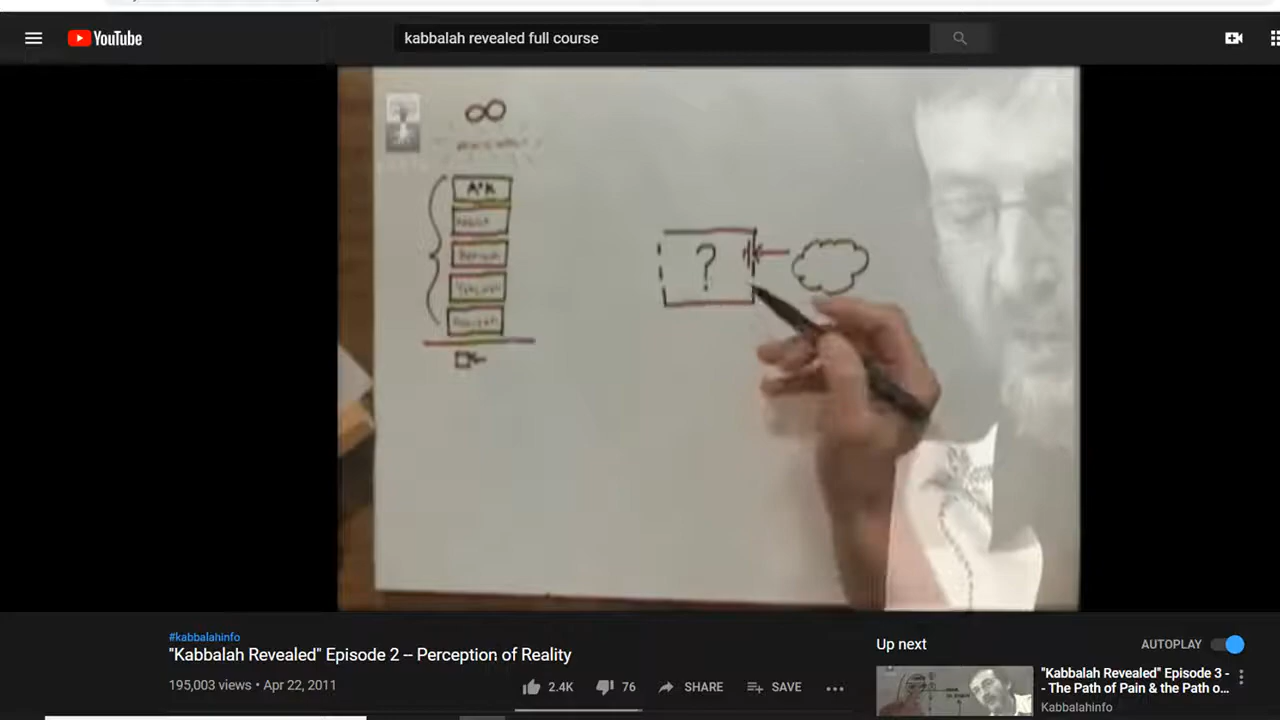 YouTube
kabbalah revealed full course
∞
A"K
?
#kabbalahinfo
"Kabbalah Revealed" Episode 2 -- Perception of Reality
195,003 views • Apr 22, 2011
2.4K
76
SHARE
SAVE
Up next
AUTOPLAY
"Kabbalah Revealed" Episode 3 -
- The Path of Pain & the Path o...
Kabbalahinfo